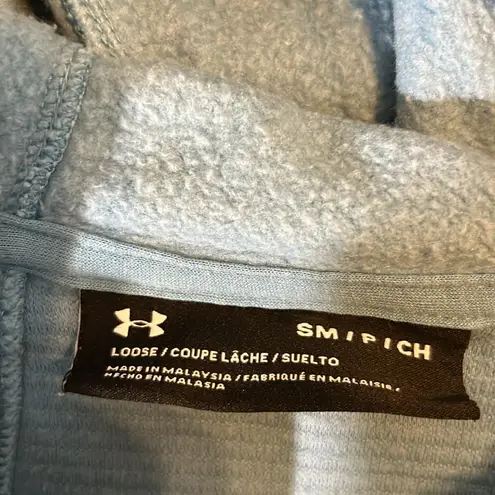 SM / P / CH
LOOSE / COUPE LÂCHE / SUELTO
MADE IN MALAYSIA / FABRIQUÉ EN MALAISIE /
HECHO EN MALASIA